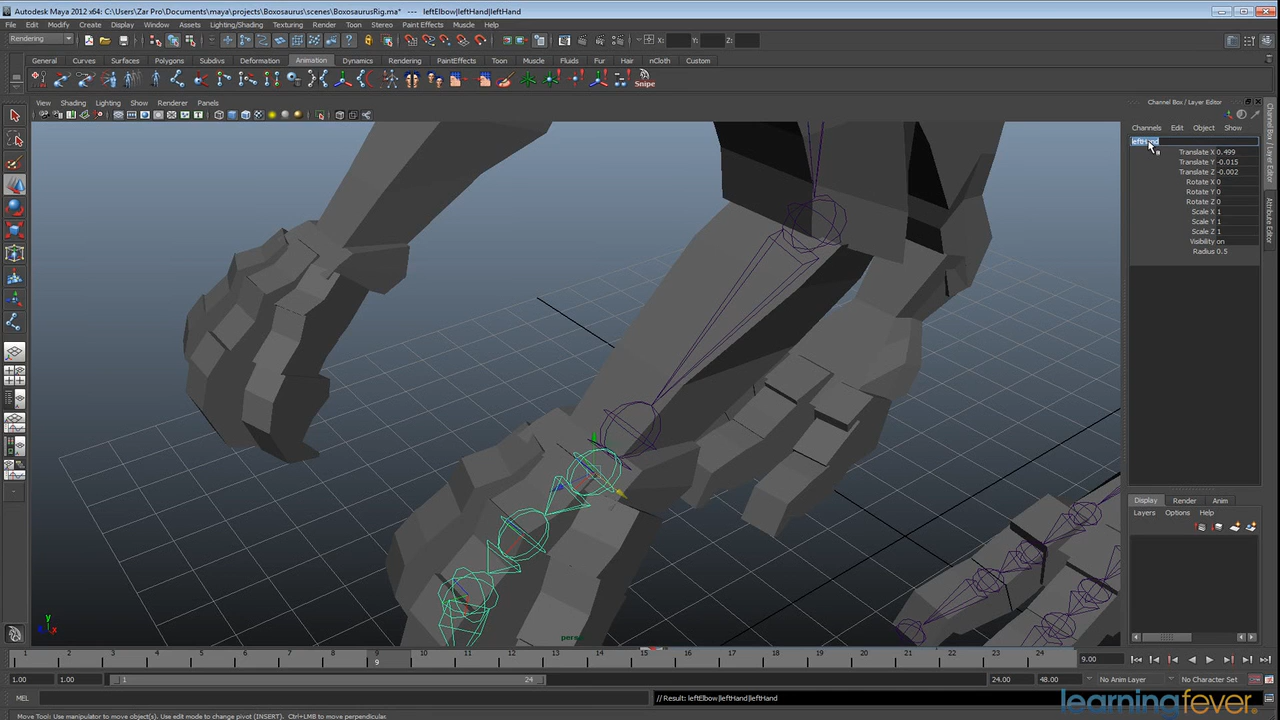 Autodesk Maya 2012 x64: C:\Users\Zar Pro\Documents\maya\projects\Boxosaurus\scenes\BoxosaurusRig.ma* --- leftElbow|leftHand|leftHand
File Edit Modify Create Display Window Assets Lighting/Shading Texturing Render Toon Stereo Paint Effects Muscle Help
Rendering X: Y: Z:
General Curves Surfaces Polygons Subdivs Deformation Animation Dynamics Rendering PaintEffects Toon Muscle Fluids Fur Hair nCloth Custom
Snipe
View Shading Lighting Show Renderer Panels
Channel Box / Layer Editor
Channels Edit Object Show
Translate X 0.499
Translate Y -0.015
Translate Z -0.002
Rotate X 0
Rotate Y 0
Rotate Z 0
Scale X 1
Scale Y 1
Scale Z 1
Visibility on
Radius 0.5
Channel Box / Layer Editor
Attribute Editor
Display Render Anim
Layers Options Help
y
x
persp
1 2 3 4 5 6 7 8 9 10 11 12 13 14 15 16 17 18 19 20 21 22 23 24
9
9.00
1.00 1.00 1 24 24.00 48.00 No Anim Layer No Character Set
MEL // Result: leftElbow|leftHand|leftHand
learningfever.
Move Tool: Use manipulator to move object(s). Use edit mode to change pivot (INSERT). Ctrl+LMB to move perpendicular.